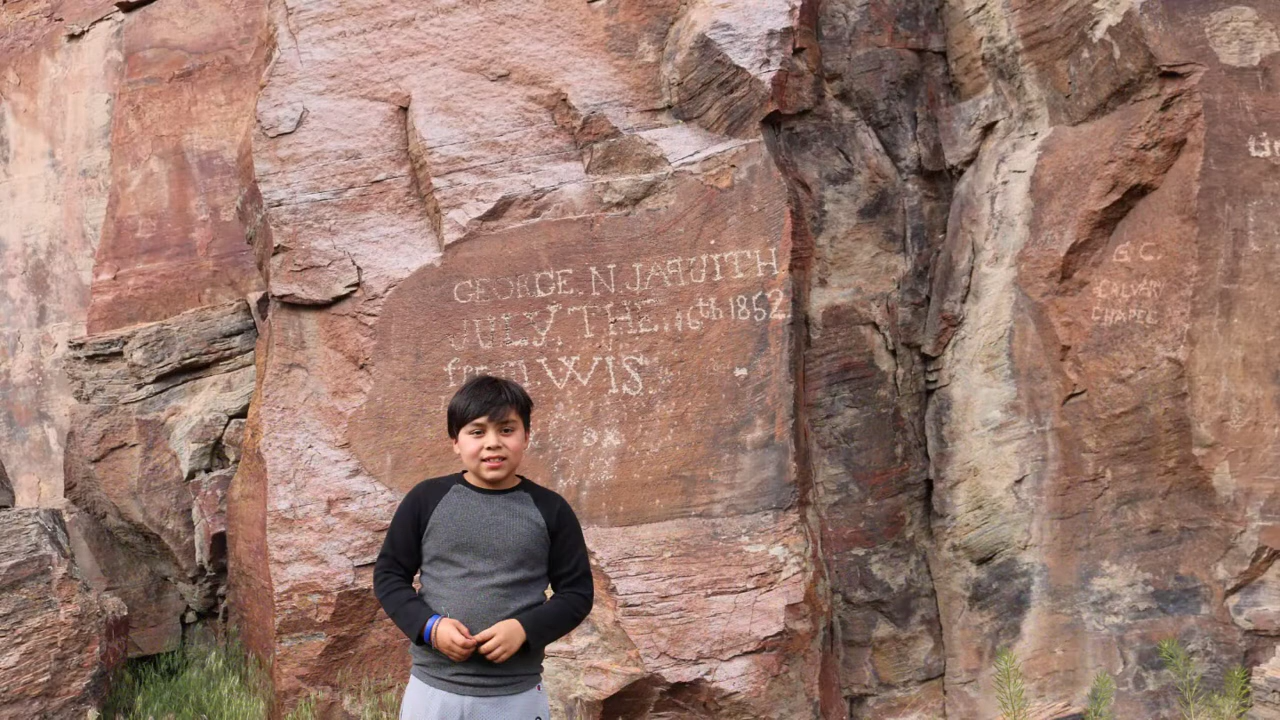 GEORGE. N. JARUITH
JULY. THE. 16th 1852
WIS
G C.
CALVARY
CHAPEL